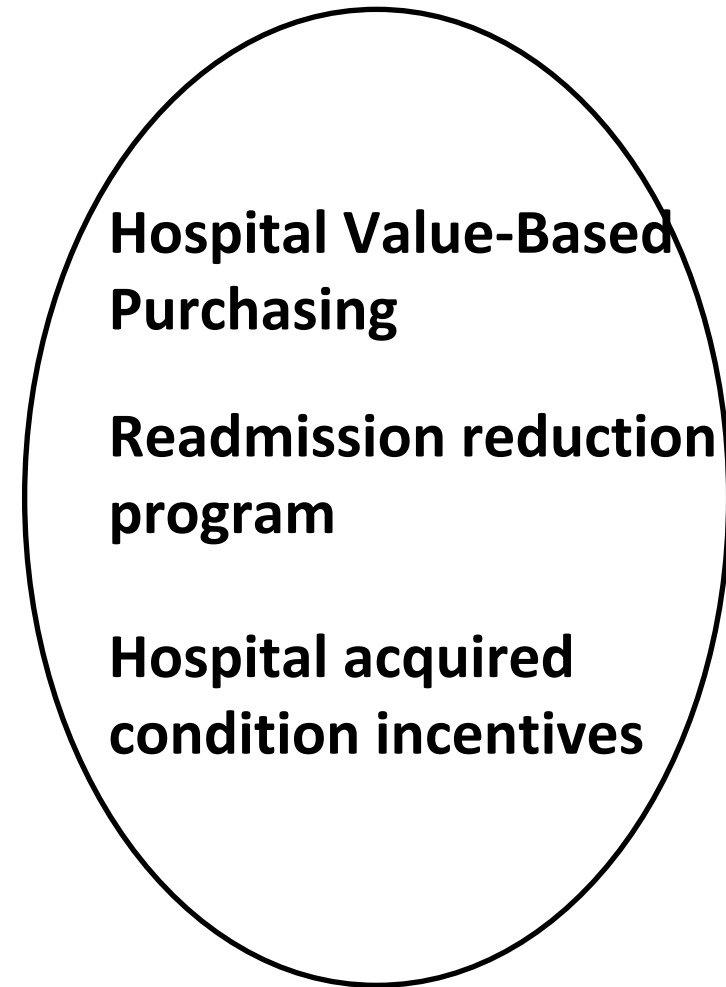 Hospital Value-Based
Purchasing
Readmission reduction
program
Hospital acquired
condition incentives